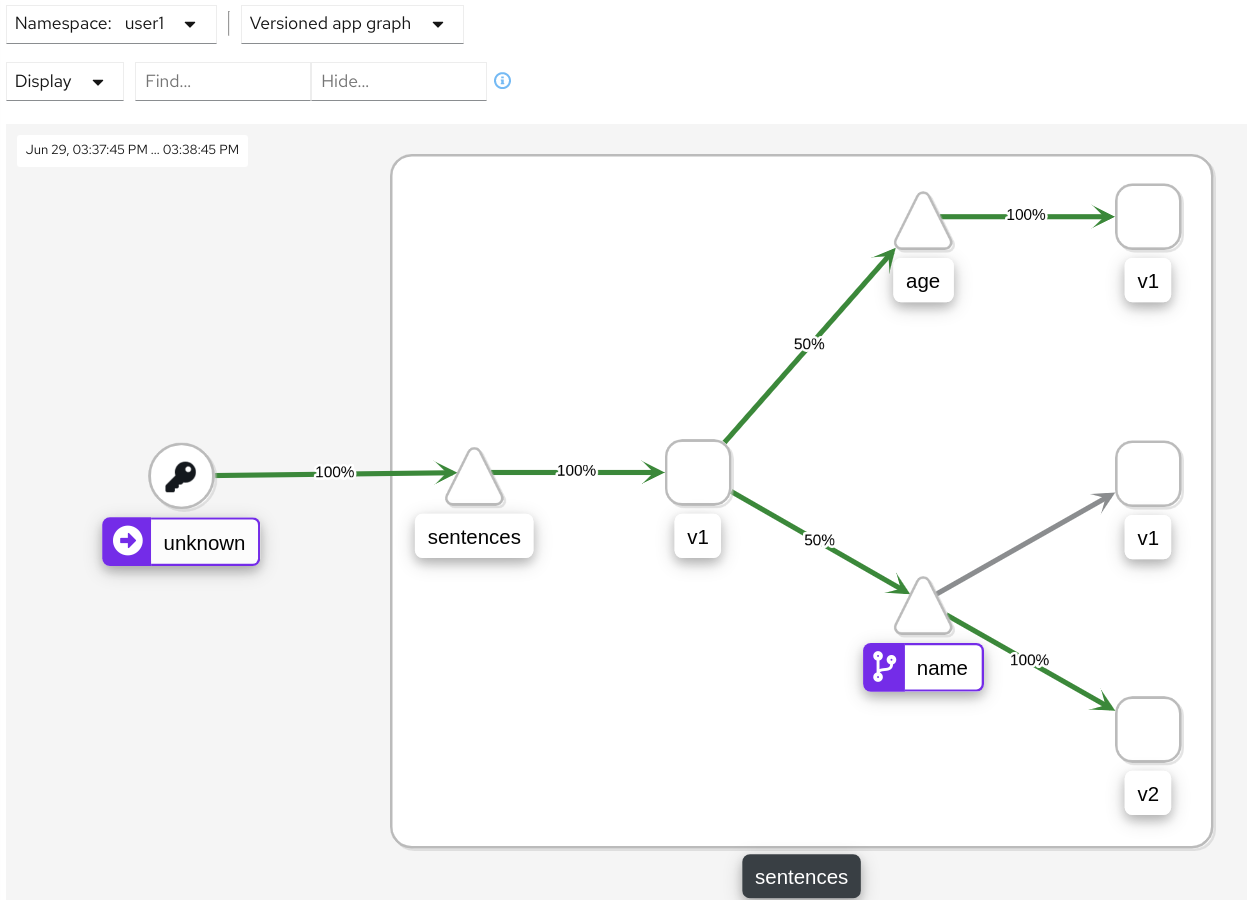 Namespace: user1
Versioned app graph
Display
Find...
Hide...
Jun 29, 03:37:45 PM ... 03:38:45 PM
100%
age
v1
50%
100%
100%
unknown
sentences
v1
v1
50%
name
100%
v2
sentences